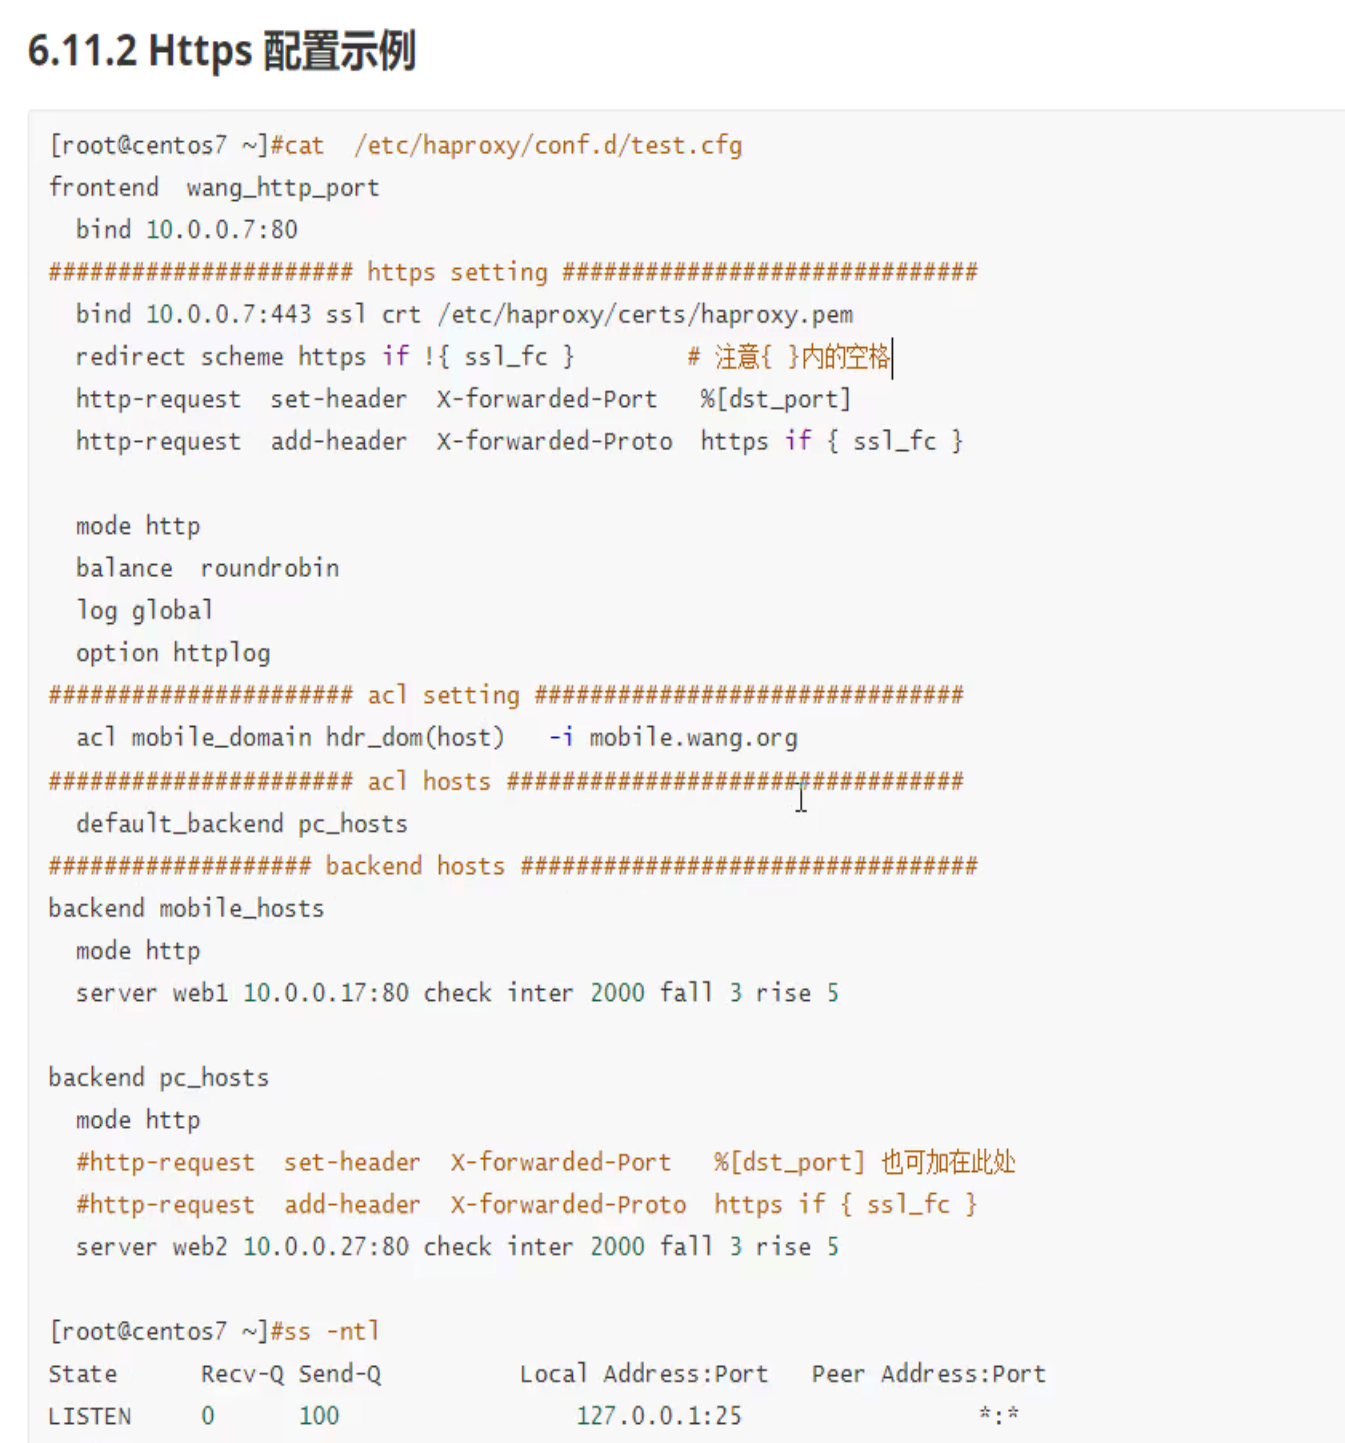 6.11.2 Https 配置示例
[root@centos7 ~]#cat  /etc/haproxy/conf.d/test.cfg
frontend  wang_http_port
  bind 10.0.0.7:80
###################### https setting ##############################
  bind 10.0.0.7:443 ssl crt /etc/haproxy/certs/haproxy.pem
  redirect scheme https if !{ ssl_fc }        # 注意{ }内的空格
  http-request  set-header  X-forwarded-Port   %[dst_port]
  http-request  add-header  X-forwarded-Proto  https if { ssl_fc }
  mode http
  balance  roundrobin
  log global
  option httplog
###################### acl setting ###############################
  acl mobile_domain hdr_dom(host)   -i mobile.wang.org
###################### acl hosts #################################
  default_backend pc_hosts
################### backend hosts #################################
backend mobile_hosts
  mode http
  server web1 10.0.0.17:80 check inter 2000 fall 3 rise 5
backend pc_hosts
  mode http
  #http-request  set-header  X-forwarded-Port   %[dst_port] 也可加在此处
  #http-request  add-header  X-forwarded-Proto  https if { ssl_fc }
  server web2 10.0.0.27:80 check inter 2000 fall 3 rise 5
[root@centos7 ~]#ss -ntl
State      Recv-Q Send-Q          Local Address:Port   Peer Address:Port
LISTEN     0      100                 127.0.0.1:25                 *:*